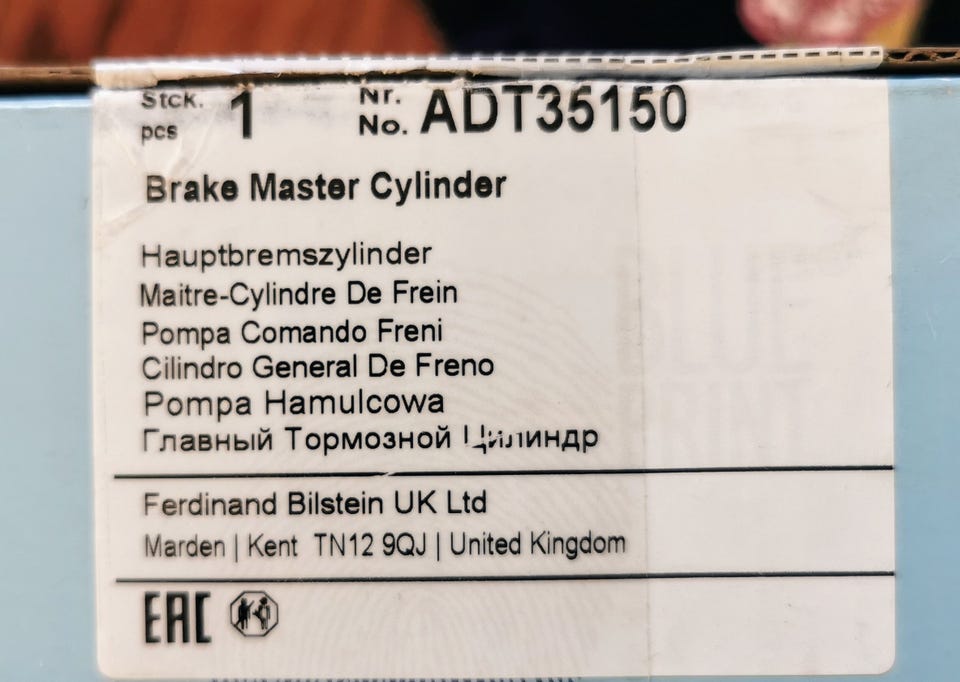 Stck. 1 Nr. ADT35150
pcs No.
Brake Master Cylinder
Hauptbremszylinder
Maitre-Cylindre De Frein
Pompa Comando Freni
Cilindro General De Freno
Pompa Hamulcowa
Главный Тормозной Цилиндр
Ferdinand Bilstein UK Ltd
Marden | Kent TN12 9QJ | United Kingdom
EAC